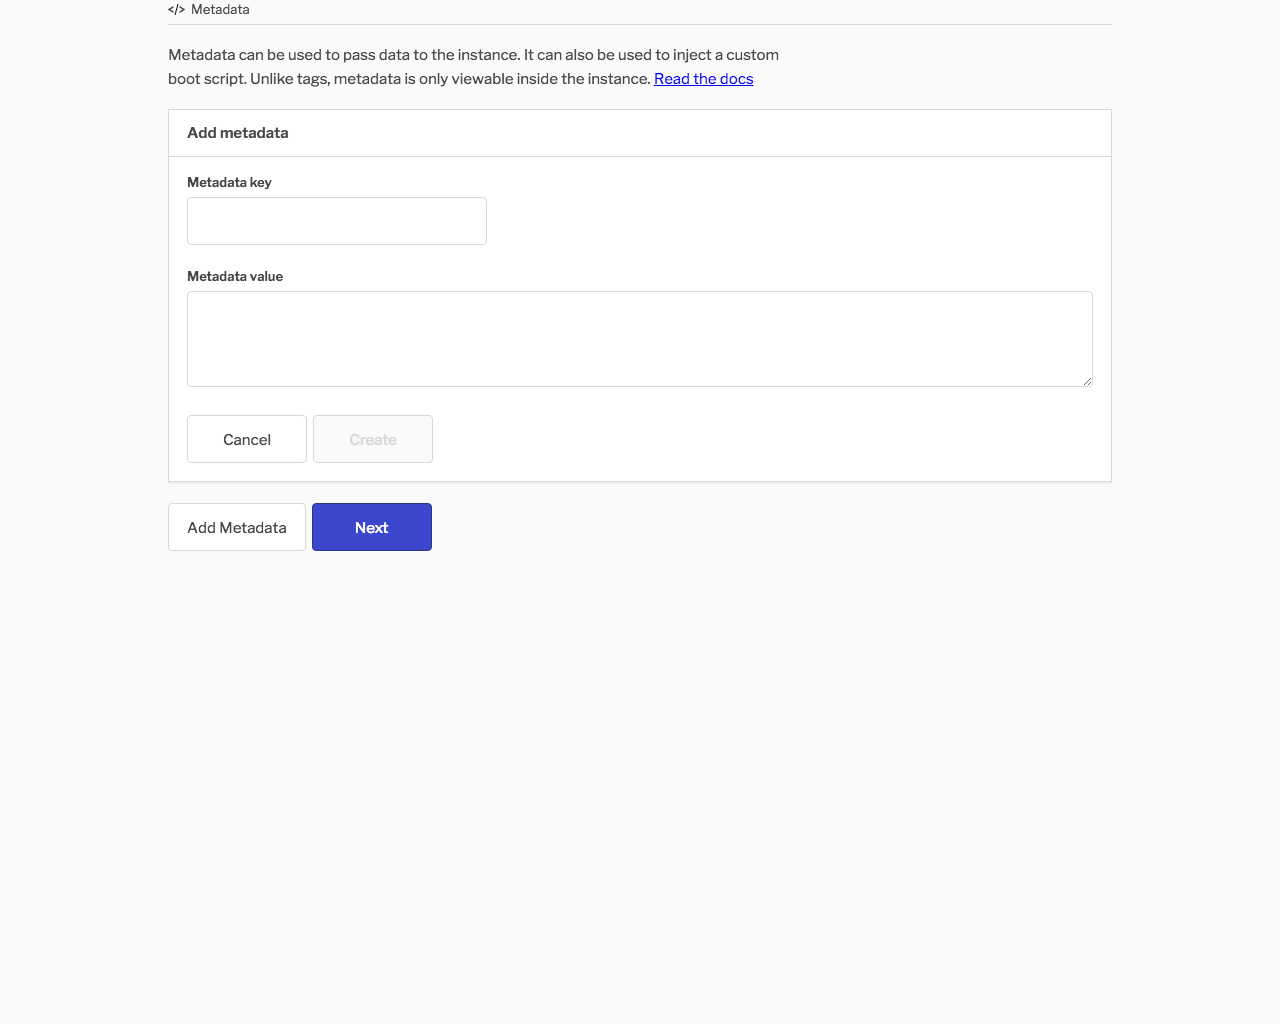 </> Metadata
Metadata can be used to pass data to the instance. It can also be used to inject a custom
boot script. Unlike tags, metadata is only viewable inside the instance. Read the docs
Add metadata
Metadata key
Metadata value
Cancel Create
Add Metadata Next